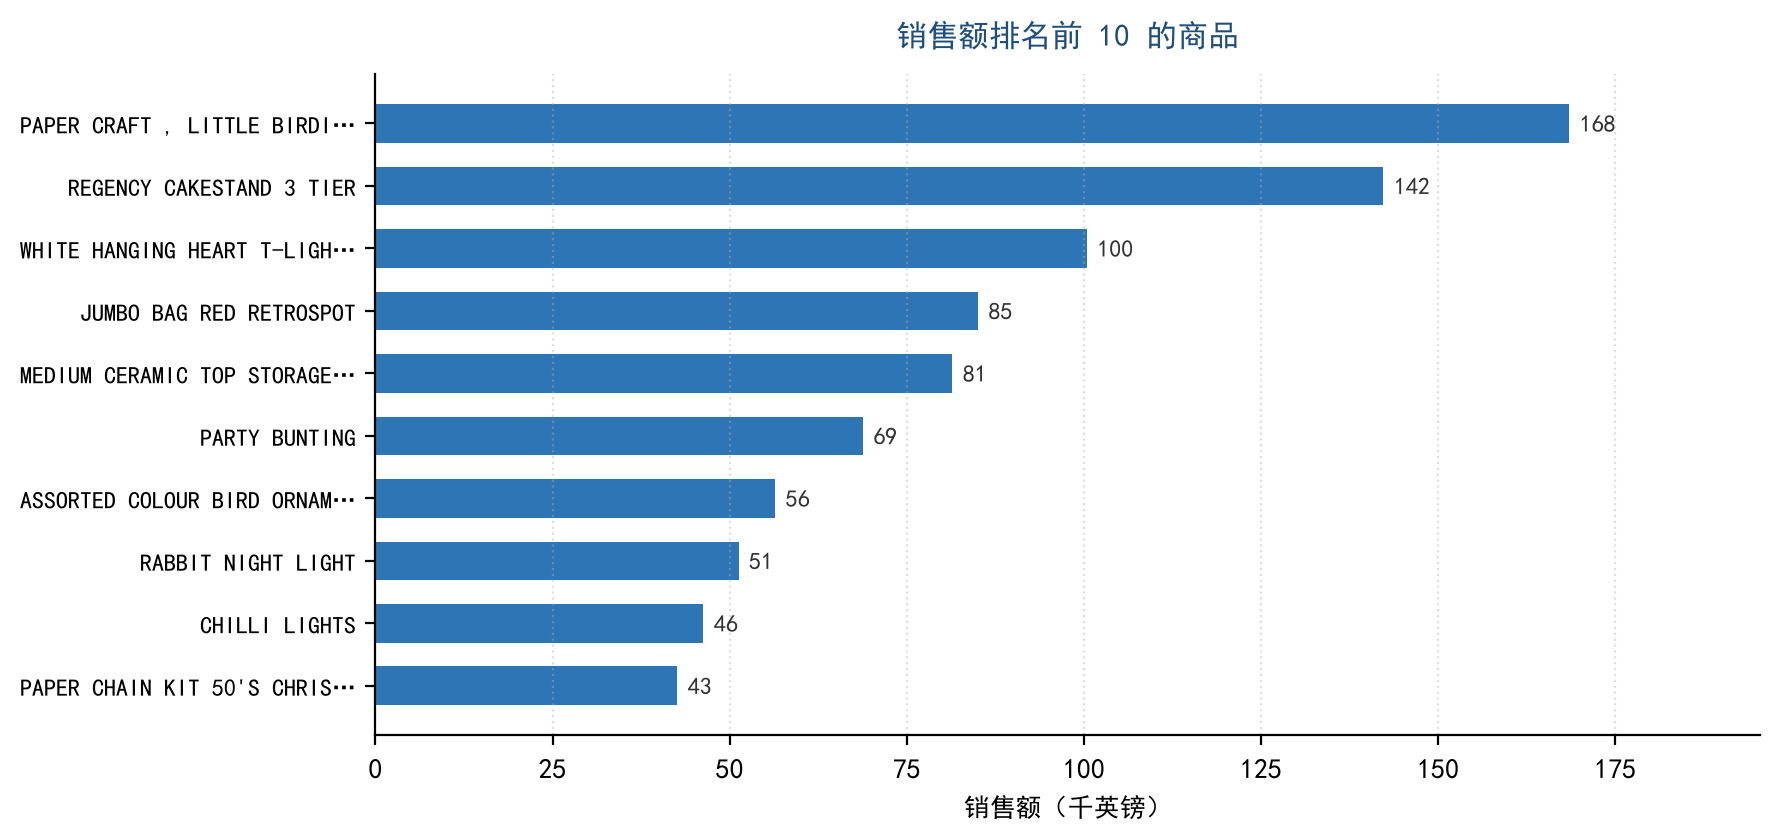 销售额排名前 10 的商品
PAPER CRAFT , LITTLE BIRDI… 168
REGENCY CAKESTAND 3 TIER 142
WHITE HANGING HEART T-LIGH… 100
JUMBO BAG RED RETROSPOT 85
MEDIUM CERAMIC TOP STORAGE… 81
PARTY BUNTING 69
ASSORTED COLOUR BIRD ORNAM… 56
RABBIT NIGHT LIGHT 51
CHILLI LIGHTS 46
PAPER CHAIN KIT 50'S CHRIS… 43
0 25 50 75 100 125 150 175
销售额（千英镑）